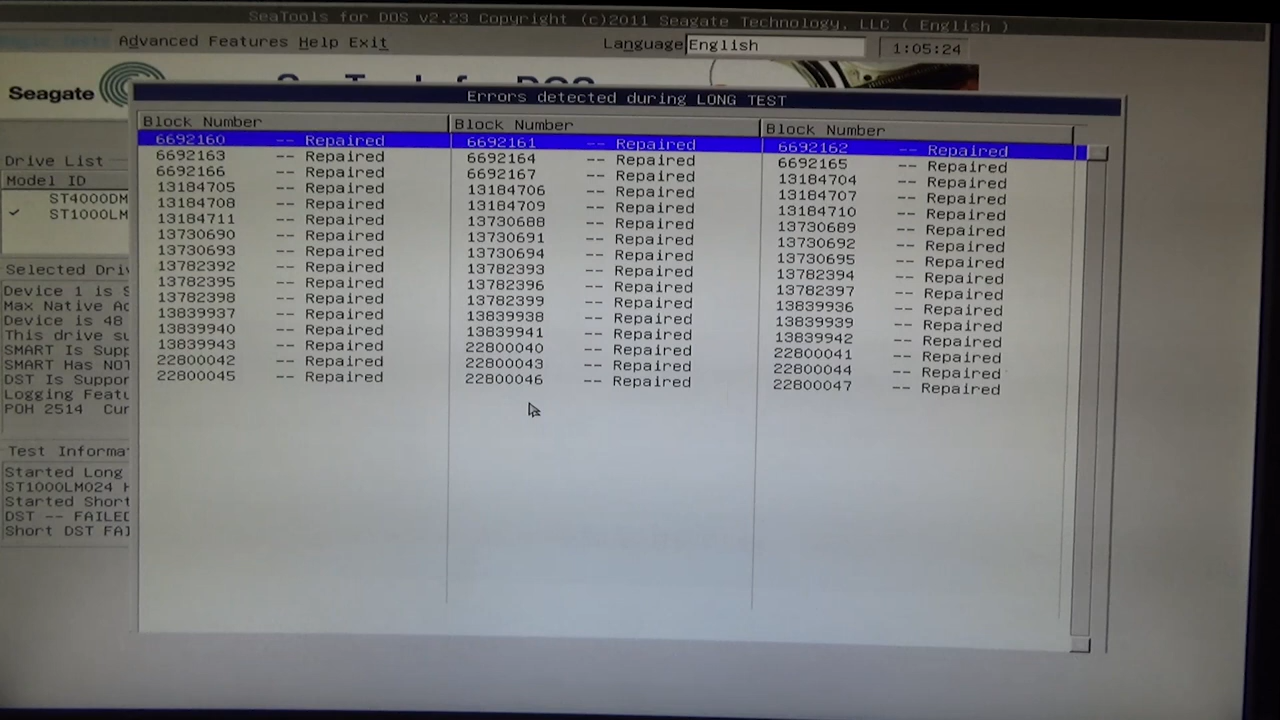 SeaTools for DOS v2.23 Copyright (c)2011 Seagate Technology, LLC ( English )
Advanced Features Help Exit Language English 1:05:24
Seagate SeaTools for DOS
Errors detected during LONG TEST
Block Number Block Number Block Number
6692160 -- Repaired 6692161 -- Repaired 6692162 -- Repaired
6692163 -- Repaired 6692164 -- Repaired 6692165 -- Repaired
6692166 -- Repaired 6692167 -- Repaired 13184704 -- Repaired
13184705 -- Repaired 13184706 -- Repaired 13184707 -- Repaired
13184708 -- Repaired 13184709 -- Repaired 13184710 -- Repaired
13184711 -- Repaired 13730688 -- Repaired 13730689 -- Repaired
13730690 -- Repaired 13730691 -- Repaired 13730692 -- Repaired
13730693 -- Repaired 13730694 -- Repaired 13730695 -- Repaired
13782392 -- Repaired 13782393 -- Repaired 13782394 -- Repaired
13782395 -- Repaired 13782396 -- Repaired 13782397 -- Repaired
13782398 -- Repaired 13782399 -- Repaired 13839936 -- Repaired
13839937 -- Repaired 13839938 -- Repaired 13839939 -- Repaired
13839940 -- Repaired 13839941 -- Repaired 13839942 -- Repaired
13839943 -- Repaired 22800040 -- Repaired 22800041 -- Repaired
22800042 -- Repaired 22800043 -- Repaired 22800044 -- Repaired
22800045 -- Repaired 22800046 -- Repaired 22800047 -- Repaired
Drive List
Model ID
ST4000DM
ST1000LM
Selected Driv
Device 1 is S
Max Native Ad
Device is 48
This drive su
SMART Is Supp
SMART Has NOT
DST Is Suppor
Logging Featu
POH 2514 Cur
Test Informat
Started Long
ST1000LM024 H
Started Short
DST -- FAILED
Short DST FAI